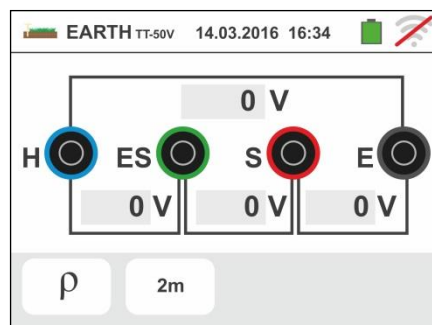 EARTH TT-50V 14.03.2016 16:34
0 V
H ES S E
0 V 0 V 0 V
ρ 2m